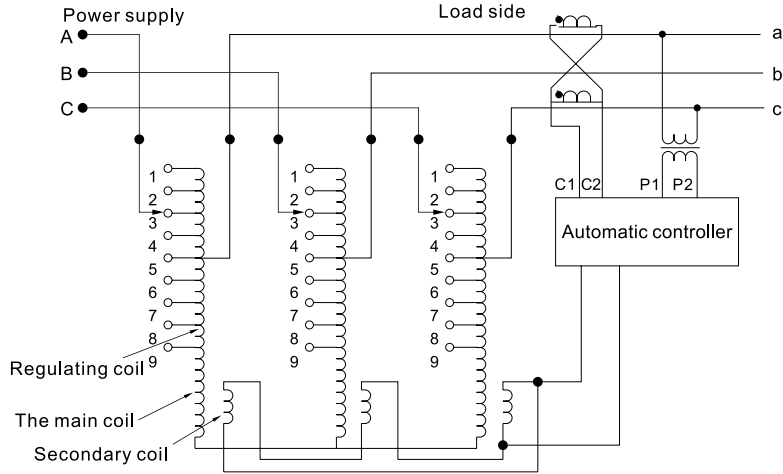 Power supply
Load side
A
a
B
b
C
c
1
2
3
4
5
6
7
8
9
1
2
3
4
5
6
7
8
9
1
2
3
4
5
6
7
8
9
C1 C2 P1 P2
Automatic controller
Regulating coil
The main coil
Secondary coil